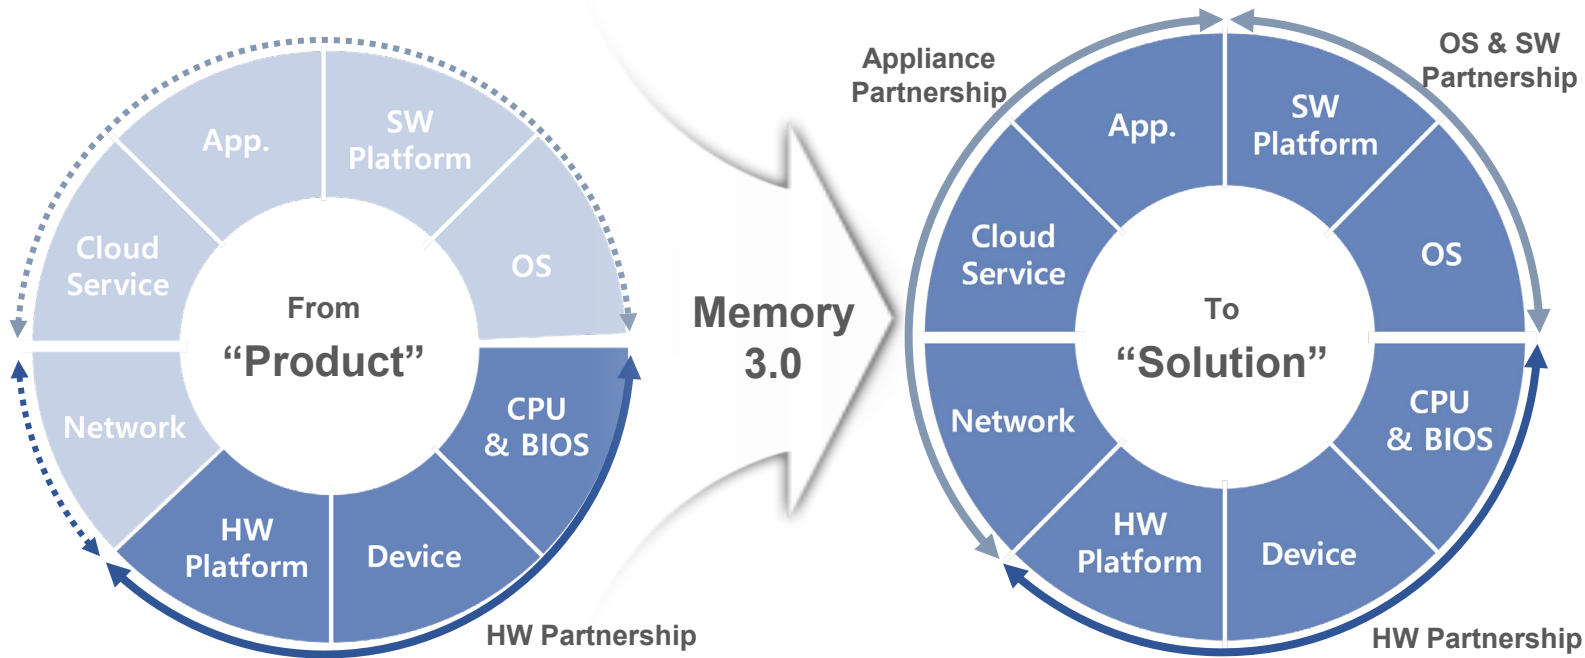 App.
SW
Platform
Cloud
Service
OS
From
“Product”
Network
CPU
& BIOS
HW
Platform
Device
HW Partnership
Memory
3.0
Appliance
Partnership
OS & SW
Partnership
App.
SW
Platform
Cloud
Service
OS
To
“Solution”
Network
CPU
& BIOS
HW
Platform
Device
HW Partnership